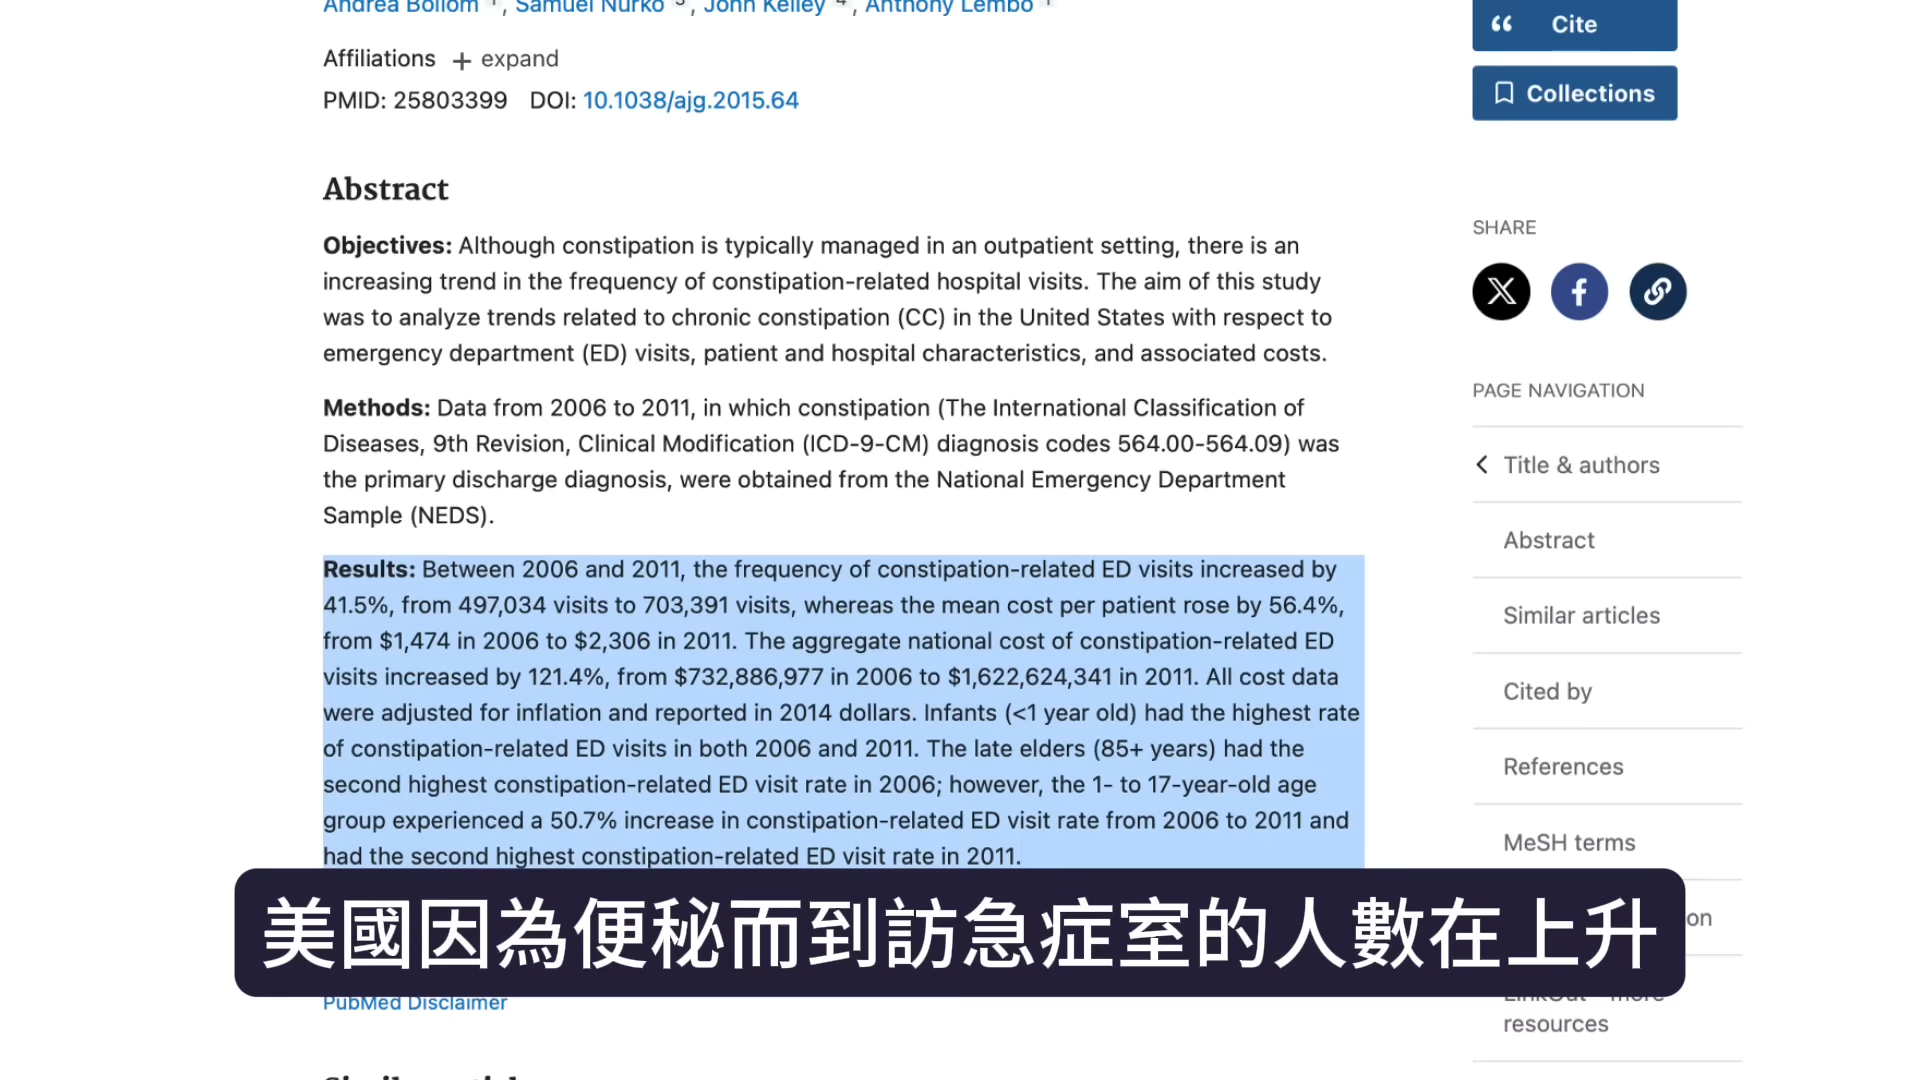 Andrea Bollom 1, Samuel Nurko 3, John Kelley 4, Anthony Lembo 1
Affiliations + expand
PMID: 25803399 DOI: 10.1038/ajg.2015.64
Abstract
Objectives: Although constipation is typically managed in an outpatient setting, there is an
increasing trend in the frequency of constipation-related hospital visits. The aim of this study
was to analyze trends related to chronic constipation (CC) in the United States with respect to
emergency department (ED) visits, patient and hospital characteristics, and associated costs.
Methods: Data from 2006 to 2011, in which constipation (The International Classification of
Diseases, 9th Revision, Clinical Modification (ICD-9-CM) diagnosis codes 564.00-564.09) was
the primary discharge diagnosis, were obtained from the National Emergency Department
Sample (NEDS).
Results: Between 2006 and 2011, the frequency of constipation-related ED visits increased by
41.5%, from 497,034 visits to 703,391 visits, whereas the mean cost per patient rose by 56.4%,
from $1,474 in 2006 to $2,306 in 2011. The aggregate national cost of constipation-related ED
visits increased by 121.4%, from $732,886,977 in 2006 to $1,622,624,341 in 2011. All cost data
were adjusted for inflation and reported in 2014 dollars. Infants (<1 year old) had the highest rate
of constipation-related ED visits in both 2006 and 2011. The late elders (85+ years) had the
second highest constipation-related ED visit rate in 2006; however, the 1- to 17-year-old age
group experienced a 50.7% increase in constipation-related ED visit rate from 2006 to 2011 and
had the second highest constipation-related ED visit rate in 2011.
美國因為便秘而到訪急症室的人數在上升
PubMed Disclaimer
Cite
Collections
SHARE
PAGE NAVIGATION
Title & authors
Abstract
Similar articles
Cited by
References
MeSH terms
on
resources